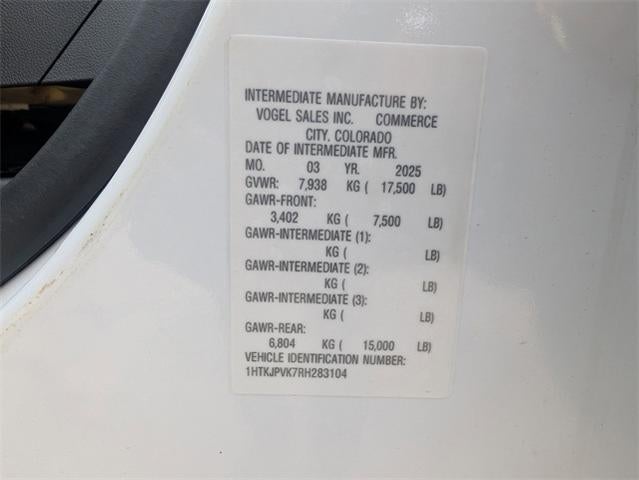 INTERMEDIATE MANUFACTURE BY:
VOGEL SALES INC. COMMERCE
CITY, COLORADO
DATE OF INTERMEDIATE MFR.
MO. 03 YR. 2025
GVWR: 7,938 KG ( 17,500 LB)
GAWR-FRONT:
3,402 KG ( 7,500 LB)
GAWR-INTERMEDIATE (1):
KG ( LB)
GAWR-INTERMEDIATE (2):
KG ( LB)
GAWR-INTERMEDIATE (3):
KG ( LB)
GAWR-REAR:
6,804 KG ( 15,000 LB)
VEHICLE IDENTIFICATION NUMBER:
1HTKJPVK7RH283104